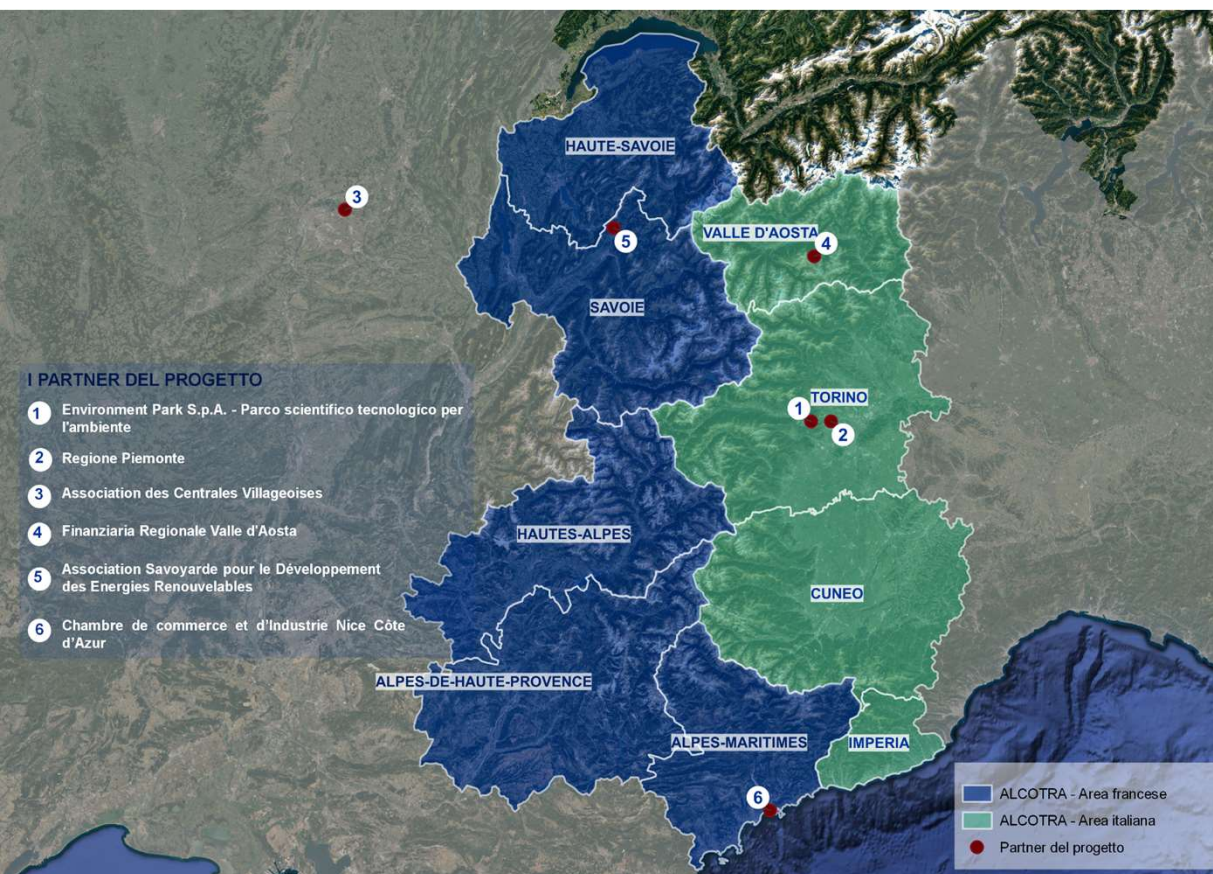 HAUTE-SAVOIE
3
5
VALLE D'AOSTA
4
SAVOIE
I PARTNER DEL PROGETTO
1 Environment Park S.p.A. - Parco scientifico tecnologico per
l'ambiente
2 Regione Piemonte
3 Association des Centrales Villageoises
4 Finanziaria Regionale Valle d'Aosta
5 Association Savoyarde pour le Développement
des Energies Renouvelables
6 Chambre de commerce et d'Industrie Nice Côte
d'Azur
TORINO
1
2
HAUTES-ALPES
CUNEO
ALPES-DE-HAUTE-PROVENCE
ALPES-MARITIMES
IMPERIA
6
ALCOTRA - Area francese
ALCOTRA - Area italiana
Partner del progetto